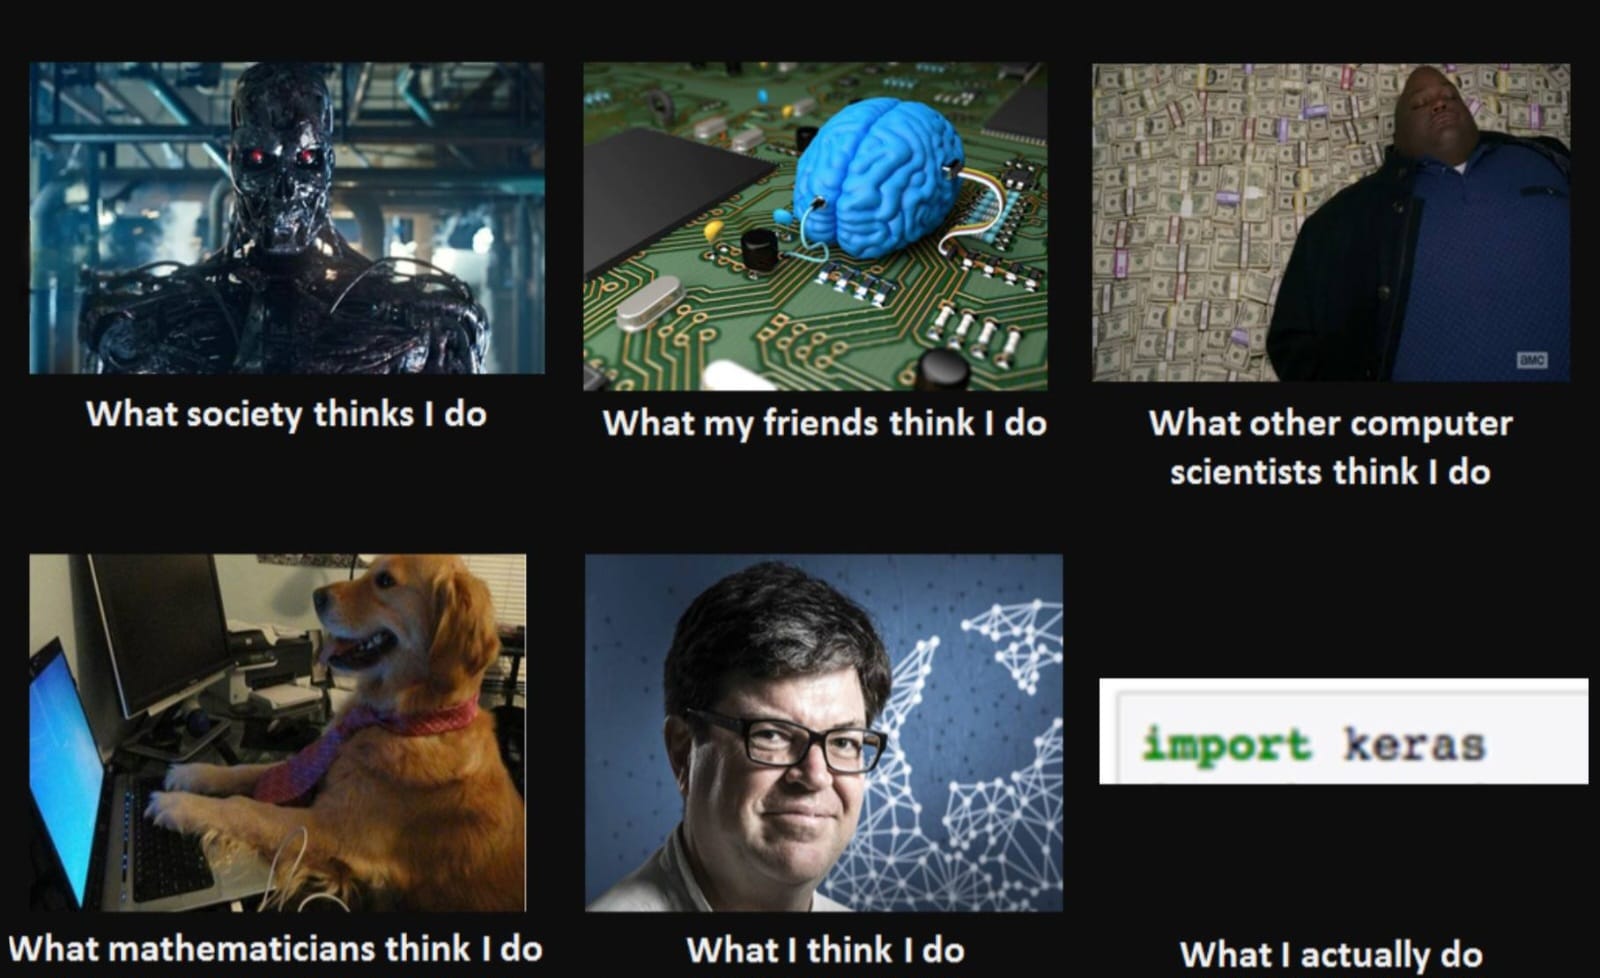 aMC
What society thinks I do
What my friends think I do
What other computer
scientists think I do
import keras
What mathematicians think I do
What I think I do
What I actually do